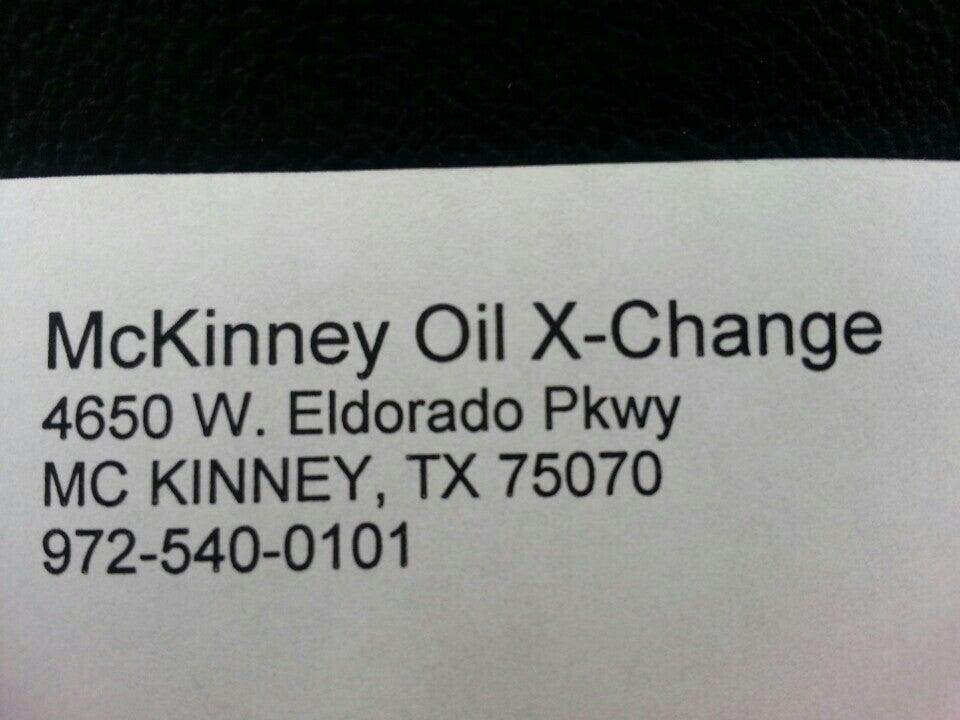 McKinney Oil X-Change
4650 W. Eldorado Pkwy
MC KINNEY, TX 75070
972-540-0101